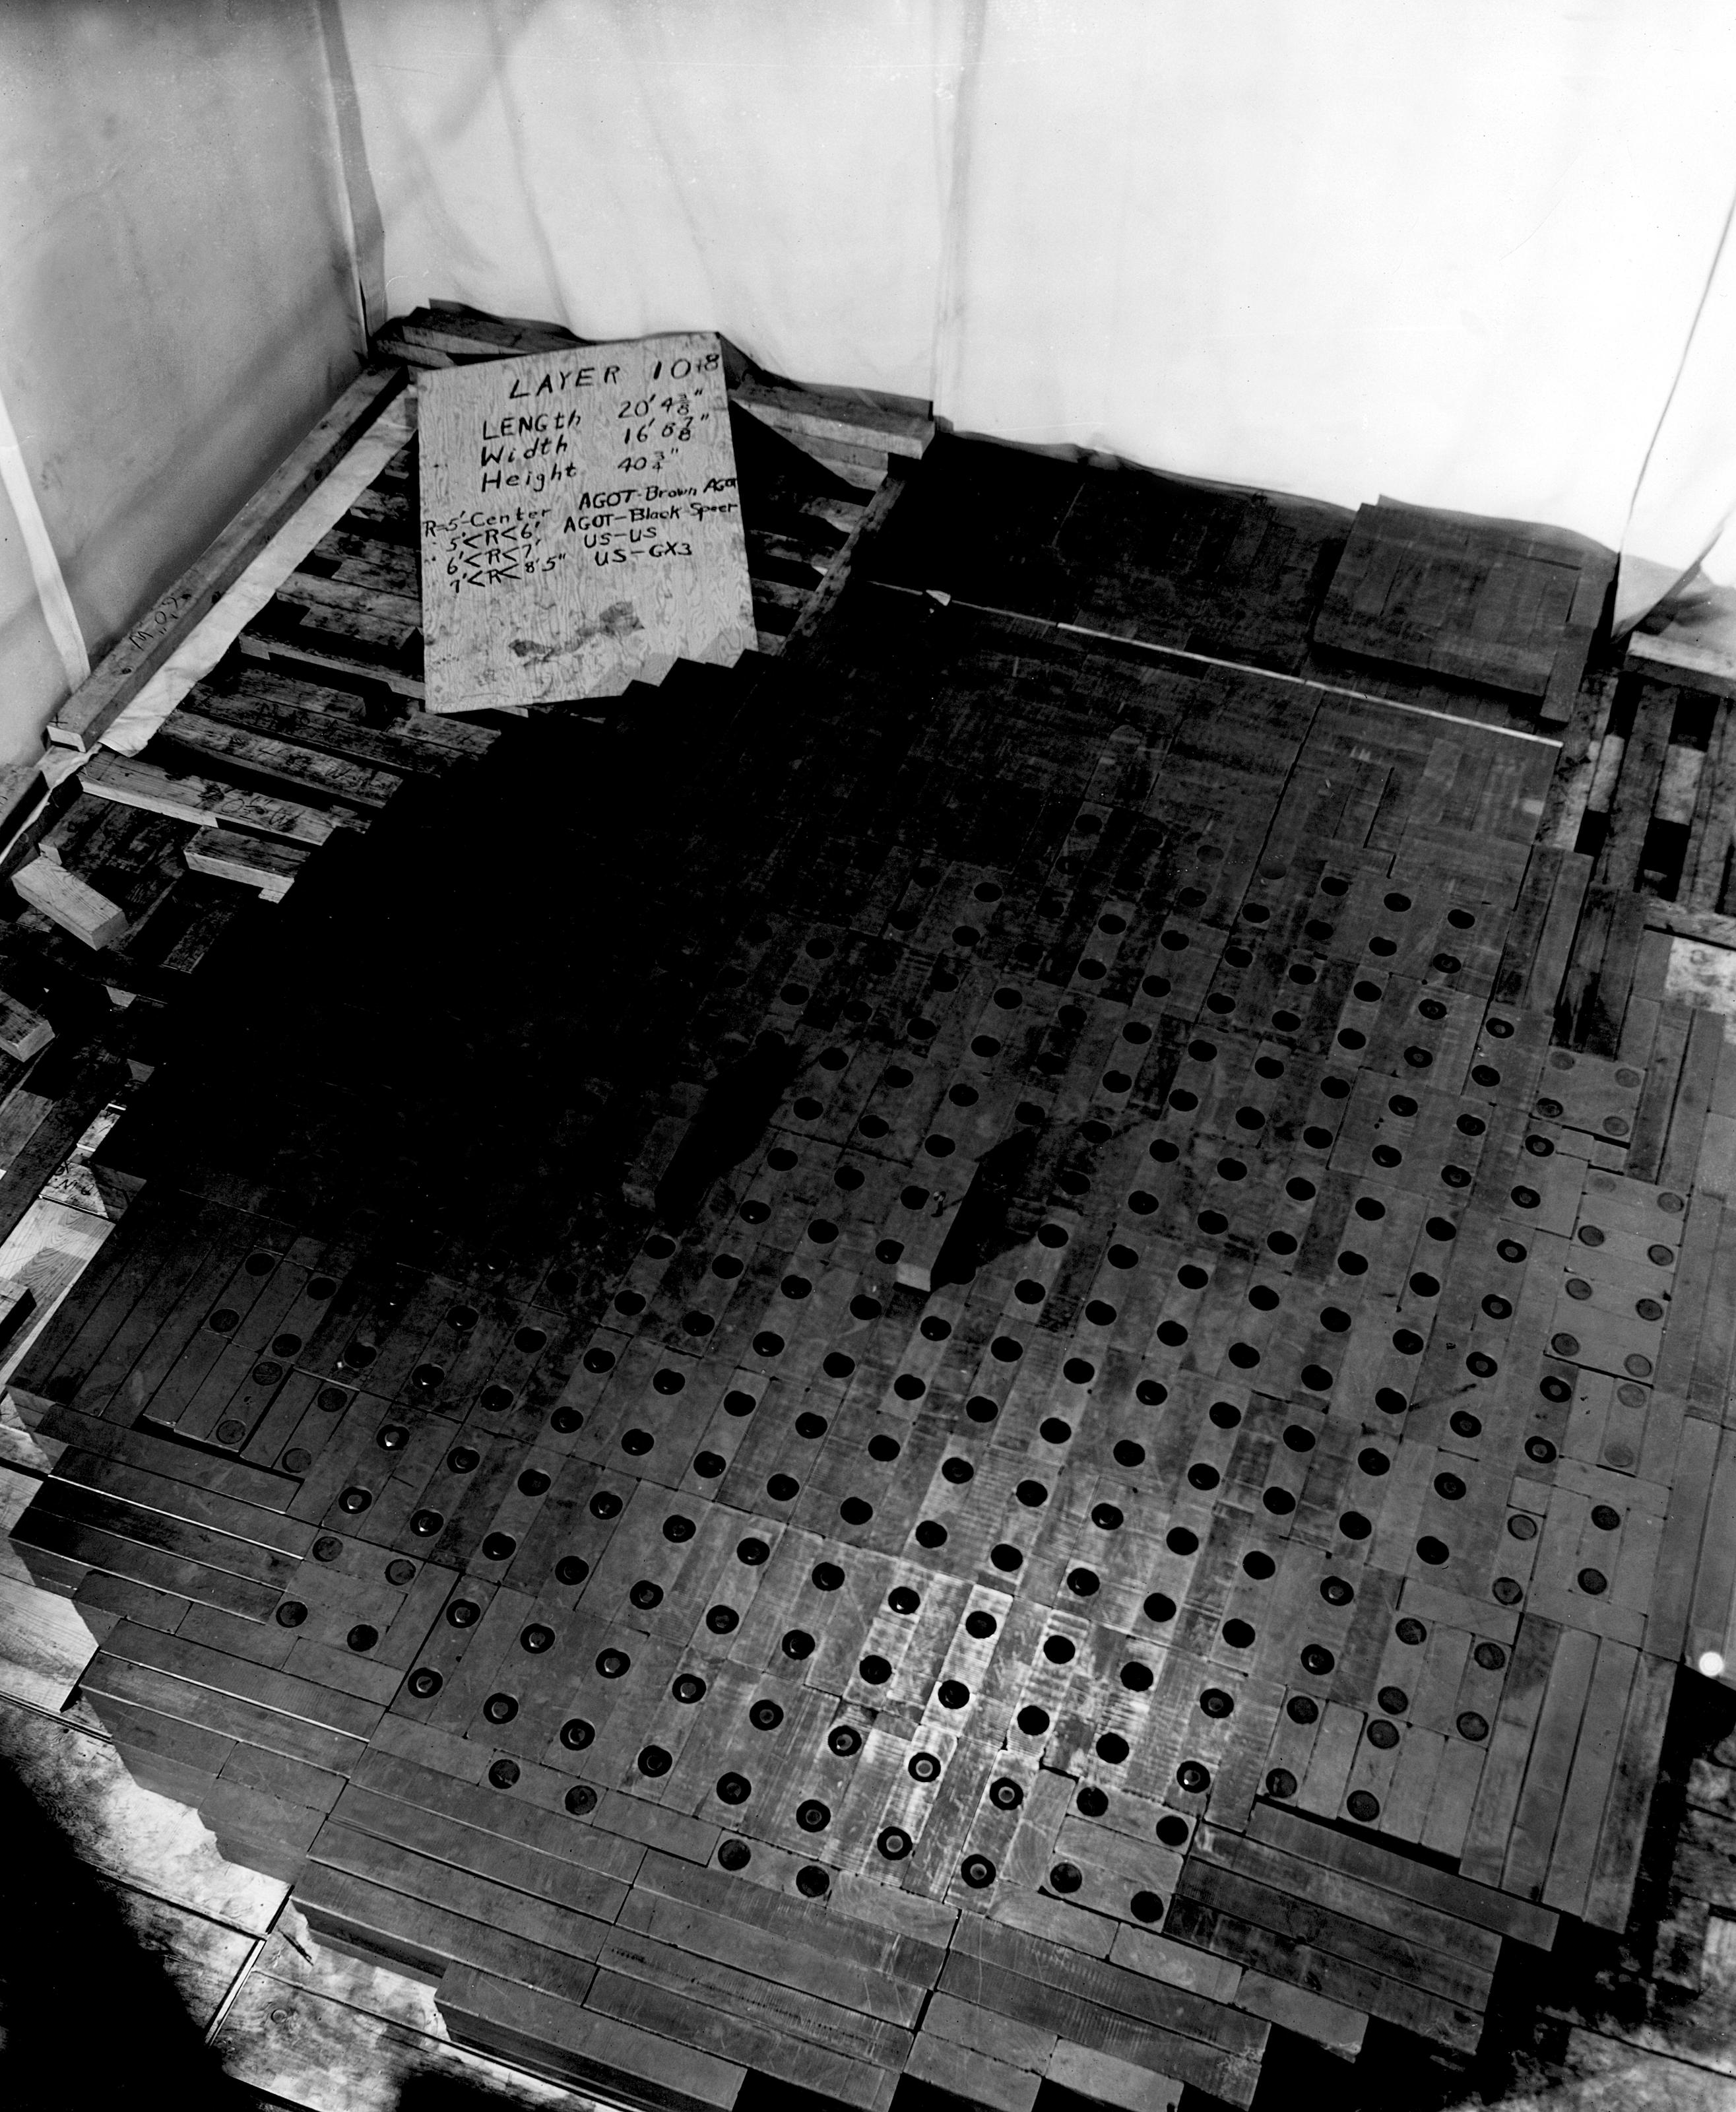 LAYER 10
LENGth 20' 4 3/8"
Width 16' 8 7/8"
Height 40 3/4"
R=5'-Center AGOT-Brown AGOT
5'<R<6' AGOT-Black Speer
6'<R<7' US-US
7'<R<8'5" US-GX3